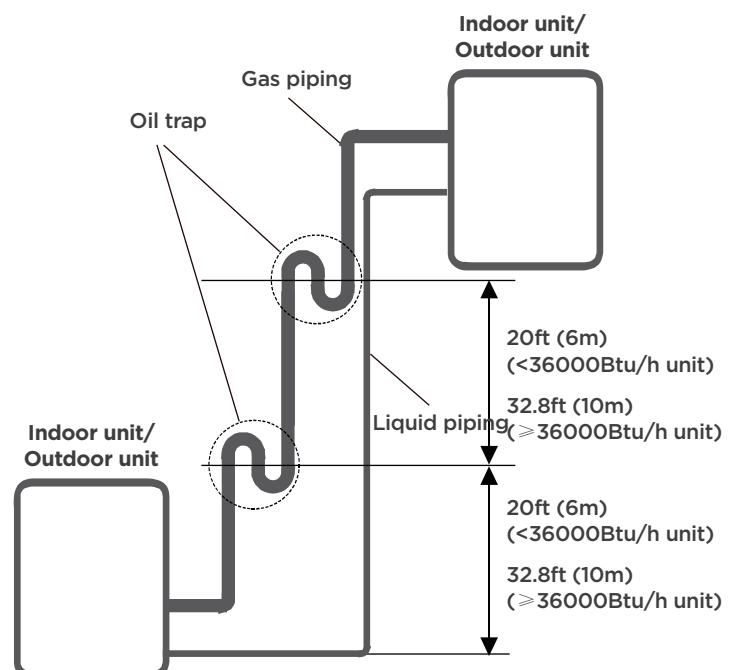 Indoor unit/
Outdoor unit
Gas piping
Oil trap
20ft (6m)
(<36000Btu/h unit)
32.8ft (10m)
(⩾36000Btu/h unit)
Liquid piping
Indoor unit/
Outdoor unit
20ft (6m)
(<36000Btu/h unit)
32.8ft (10m)
(⩾36000Btu/h unit)